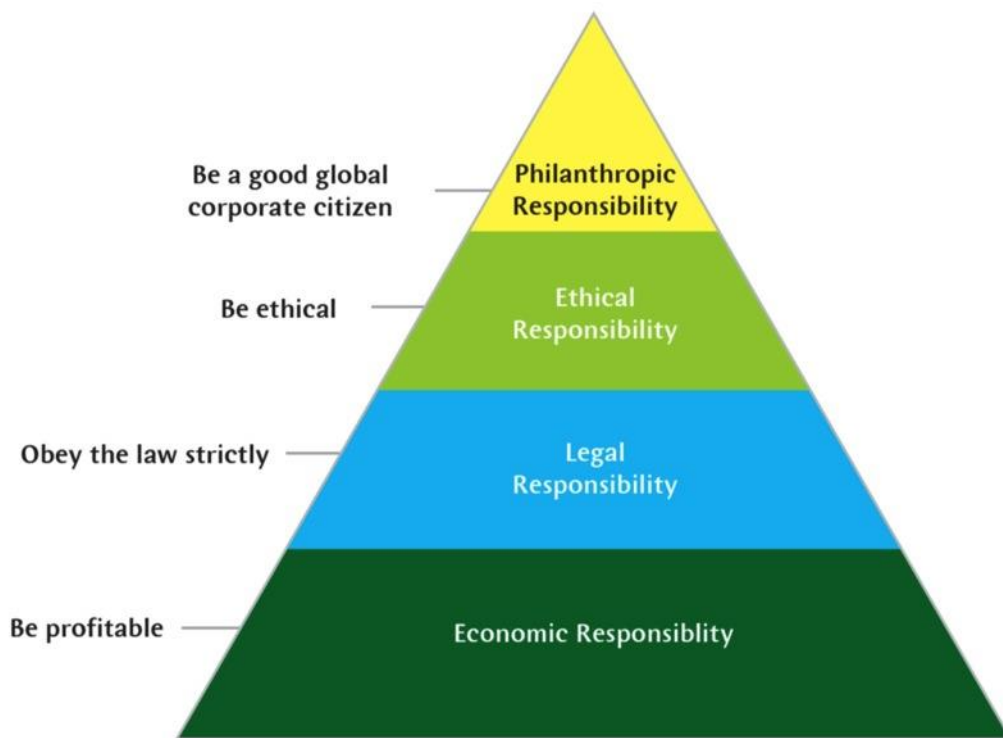 Be a good global
corporate citizen
Philanthropic
Responsibility
Be ethical
Ethical
Responsibility
Obey the law strictly
Legal
Responsibility
Be profitable
Economic Responsiblity